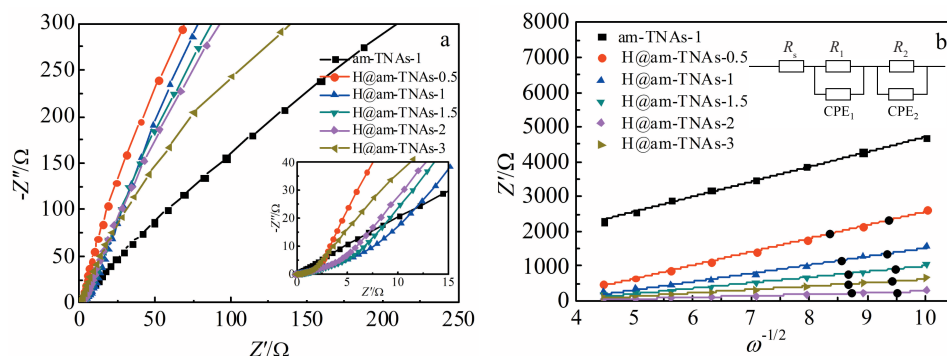 300
250
200
150
100
50
0
-Z″/Ω
a
am-TNAs-1
H@am-TNAs-0.5
H@am-TNAs-1
H@am-TNAs-1.5
H@am-TNAs-2
H@am-TNAs-3
40
30
20
10
0
-Z″/Ω
0 5 10 15
Z′/Ω
0 50 100 150 200 250
Z′/Ω
8000
7000
6000
5000
4000
3000
2000
1000
0
Z′/Ω
b
am-TNAs-1
H@am-TNAs-0.5
H@am-TNAs-1
H@am-TNAs-1.5
H@am-TNAs-2
H@am-TNAs-3
Rs R1 R2
CPE1 CPE2
4 5 6 7 8 9 10
ω-1/2